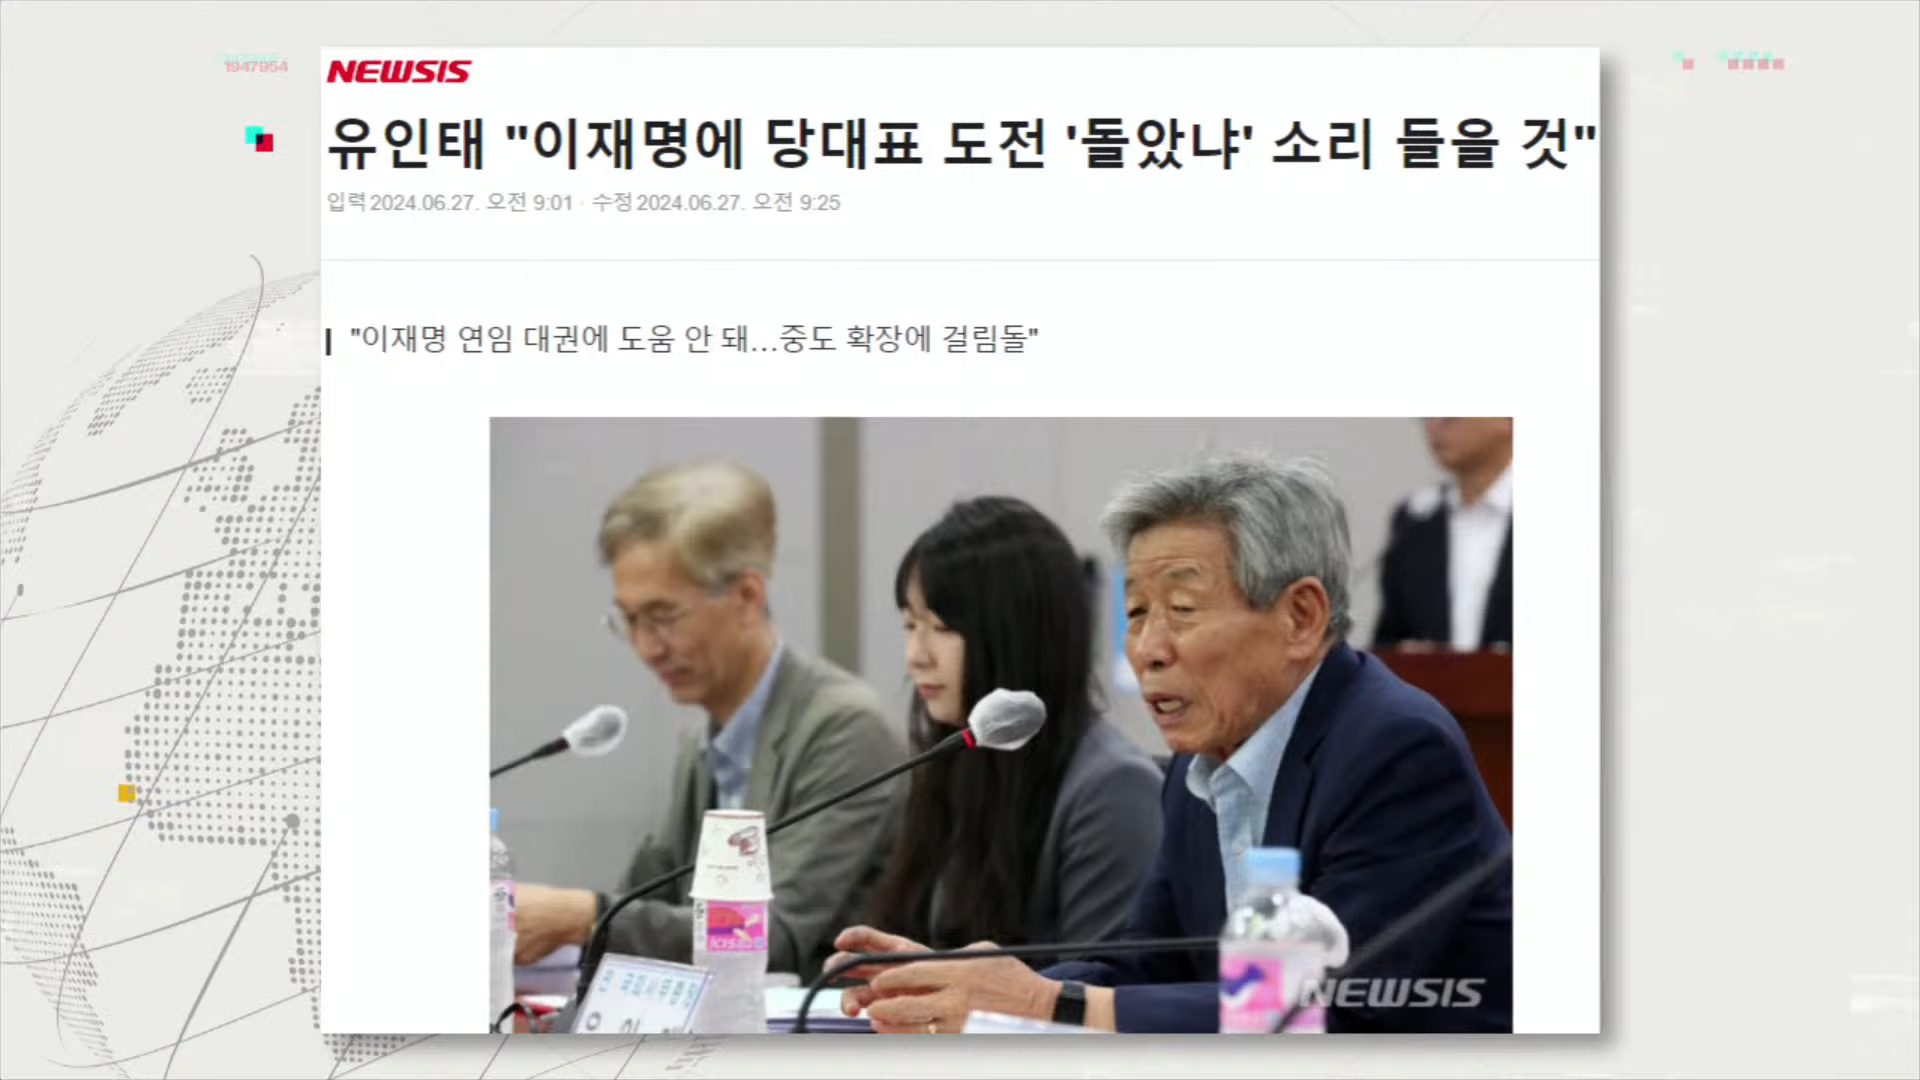 1947954
NEWSIS
유인태 "이재명에 당대표 도전 '돌았냐' 소리 들을 것"
입력 2024.06.27. 오전 9:01 · 수정 2024.06.27. 오전 9:25
"이재명 연임 대권에 도움 안 돼...중도 확장에 걸림돌"
NEWSIS